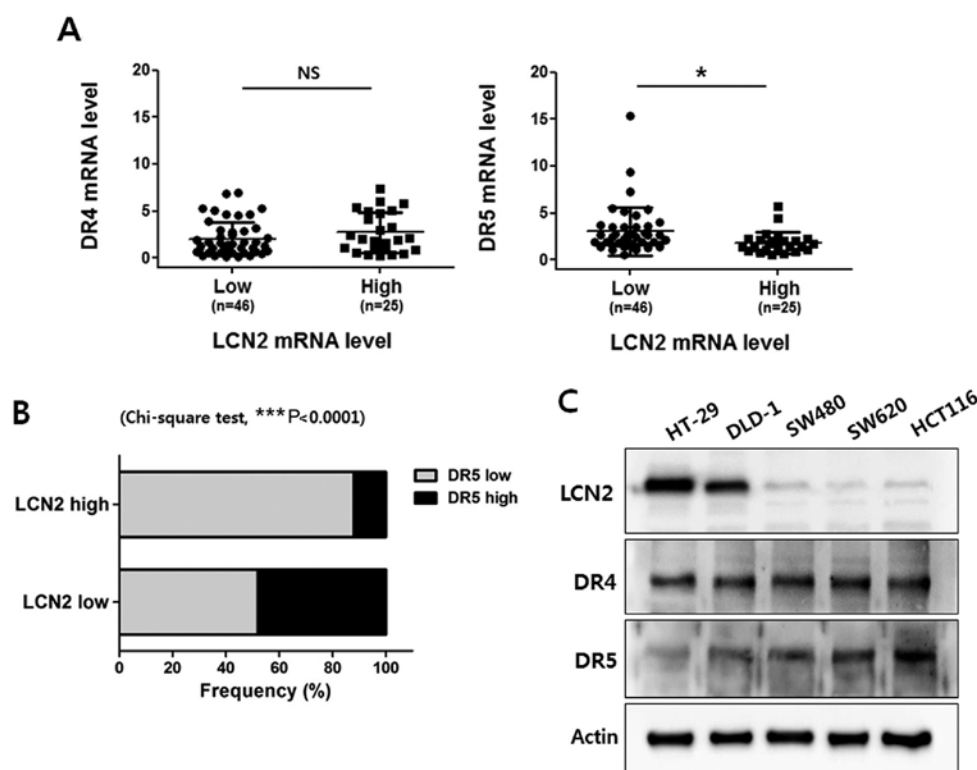 A
NS
20
15
10
5
0
DR4 mRNA level
Low
(n=46)
High
(n=25)
LCN2 mRNA level
*
20
15
10
5
0
DR5 mRNA level
Low
(n=46)
High
(n=25)
LCN2 mRNA level
B
(Chi-square test, ***P<0.0001)
DR5 low
DR5 high
LCN2 high
LCN2 low
0 20 40 60 80 100
Frequency (%)
C
HT-29 DLD-1 SW480 SW620 HCT116
LCN2
DR4
DR5
Actin